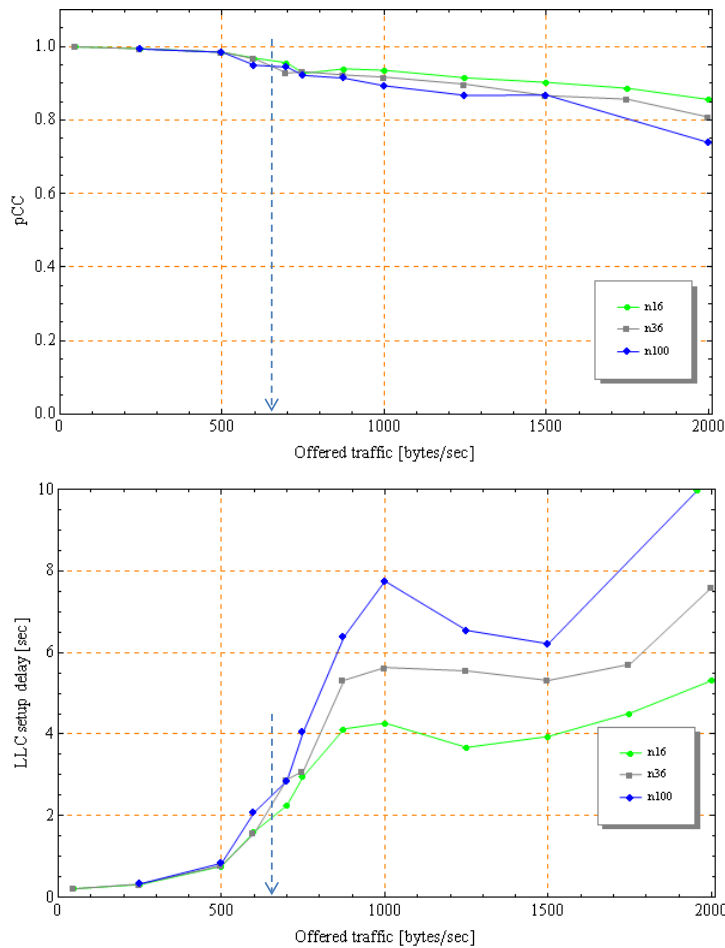 1.0
0.8
0.6
0.4
0.2
0.0
pCC
n16
n36
n100
0 500 1000 1500 2000
Offered traffic [bytes/sec]
10
8
6
4
2
0
LLC setup delay [sec]
n16
n36
n100
0 500 1000 1500 2000
Offered traffic [bytes/sec]